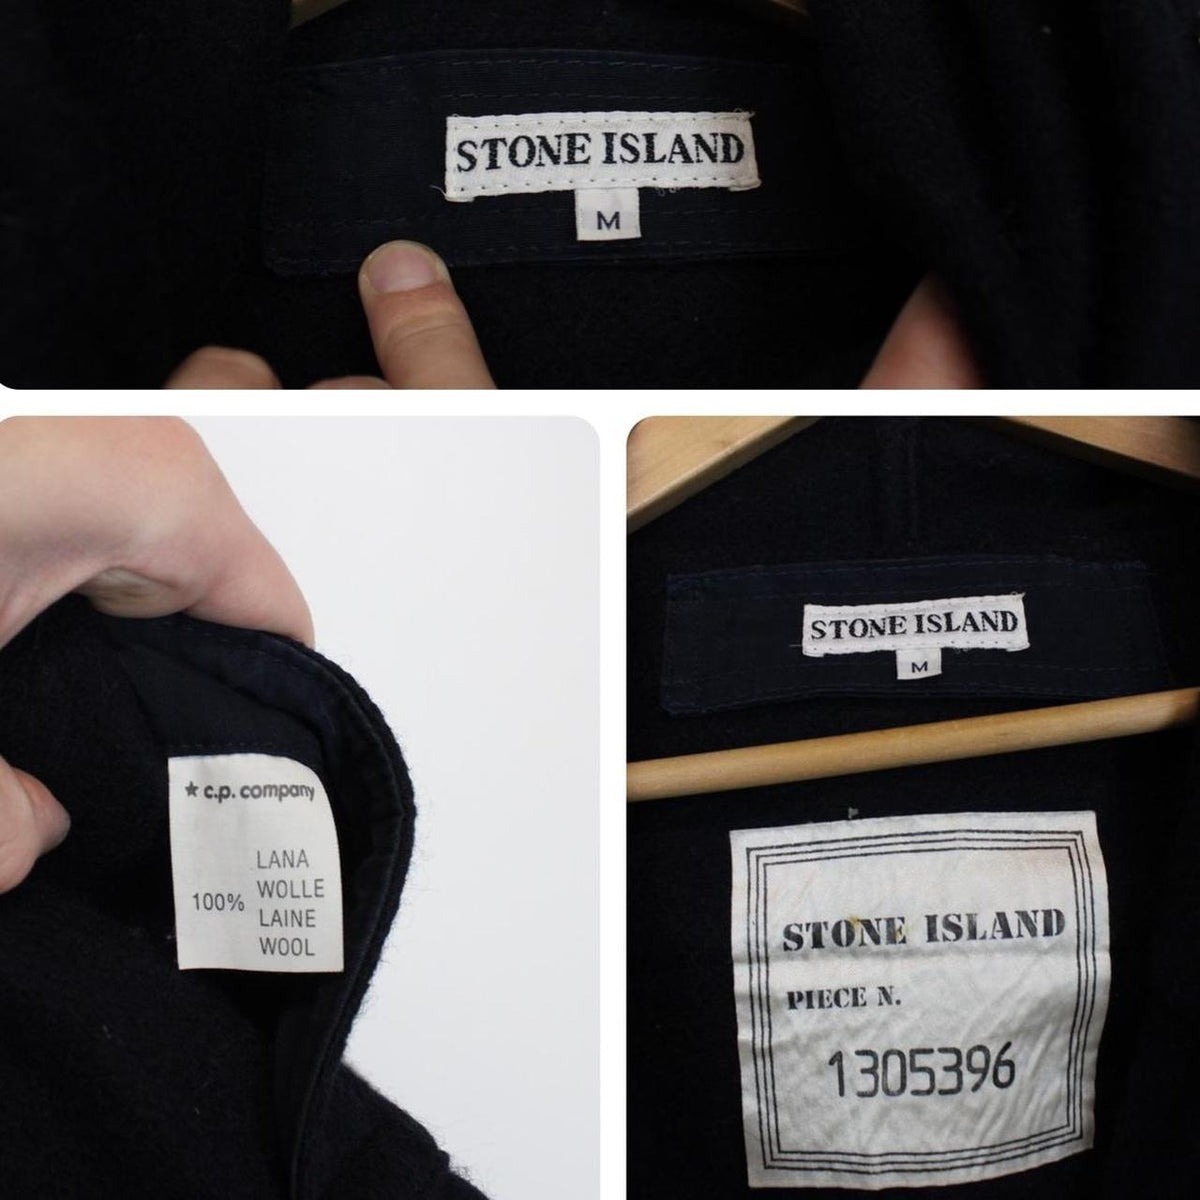 STONE ISLAND
M
★ c.p. company
100%
LANA
WOLLE
LAINE
WOOL
STONE ISLAND
M
STONE ISLAND
PIECE N.
1305396